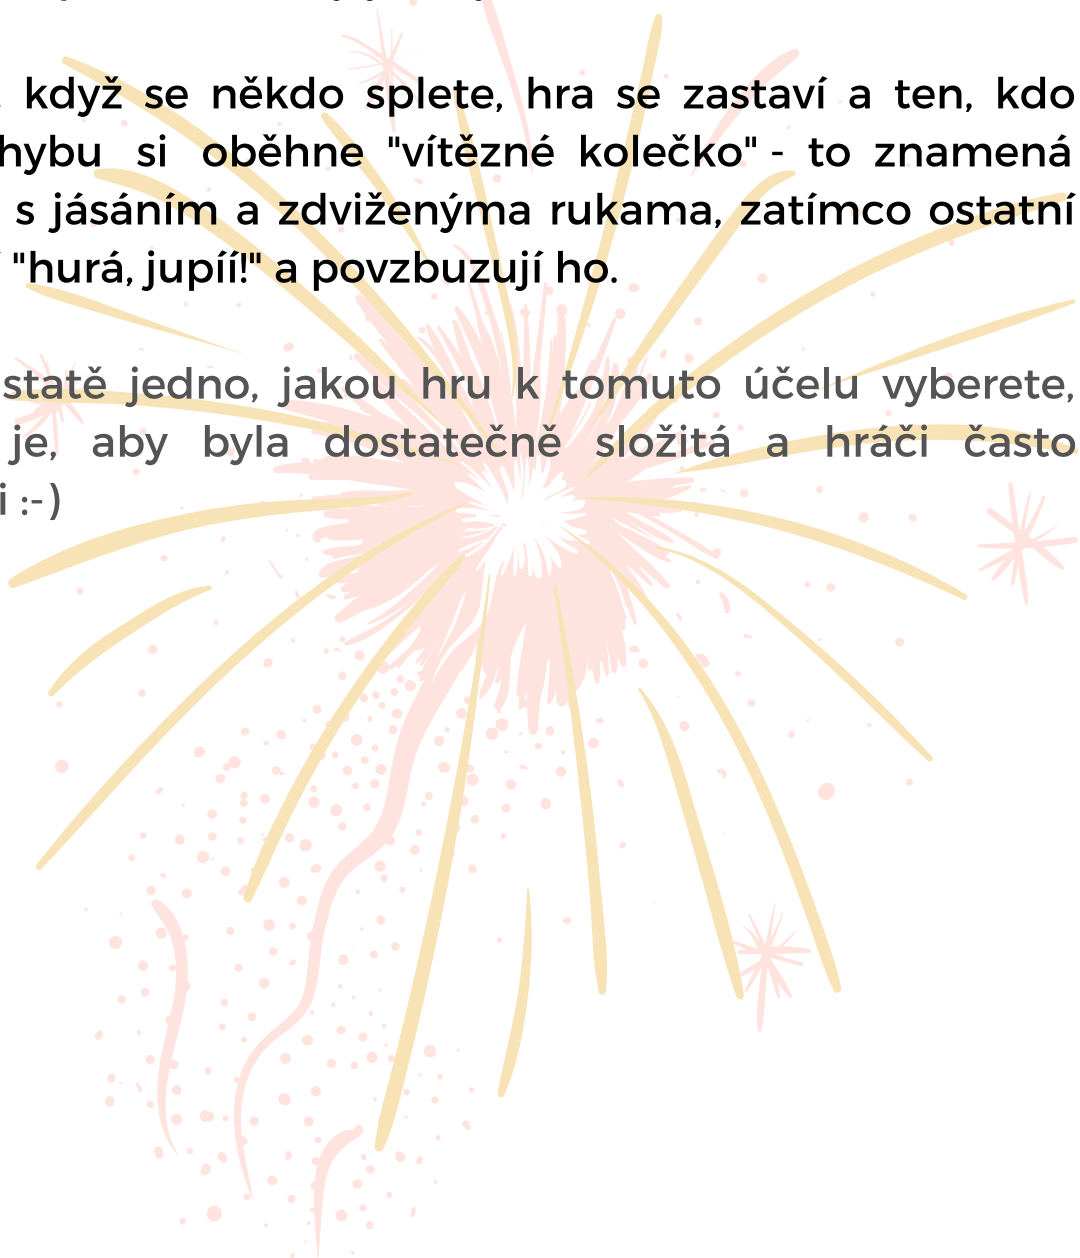 když se někdo splete, hra se zastaví a ten, kdo
hybu si oběhne "vítězné kolečko" - to znamená
s jásáním a zdviženýma rukama, zatímco ostatní
"hurá, jupíí!" a povzbuzují ho.
statě jedno, jakou hru k tomuto účelu vyberete,
je, aby byla dostatečně složitá a hráči často
i :-)